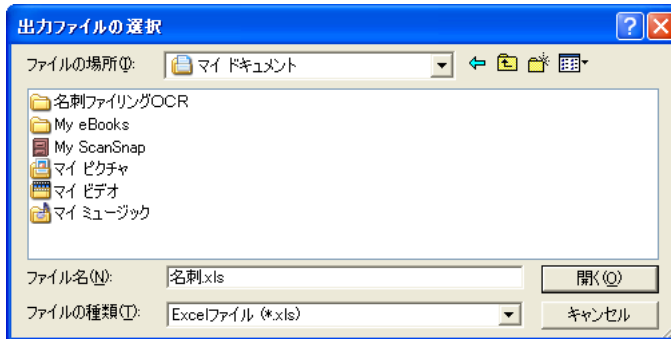 出力ファイルの選択
ファイルの場所(I):
マイ ドキュメント
名刺ファイリングOCR
My eBooks
My ScanSnap
マイ ピクチャ
マイ ビデオ
マイ ミュージック
ファイル名(N):
名刺.xls
開く(O)
ファイルの種類(T):
Excelファイル (*.xls)
キャンセル